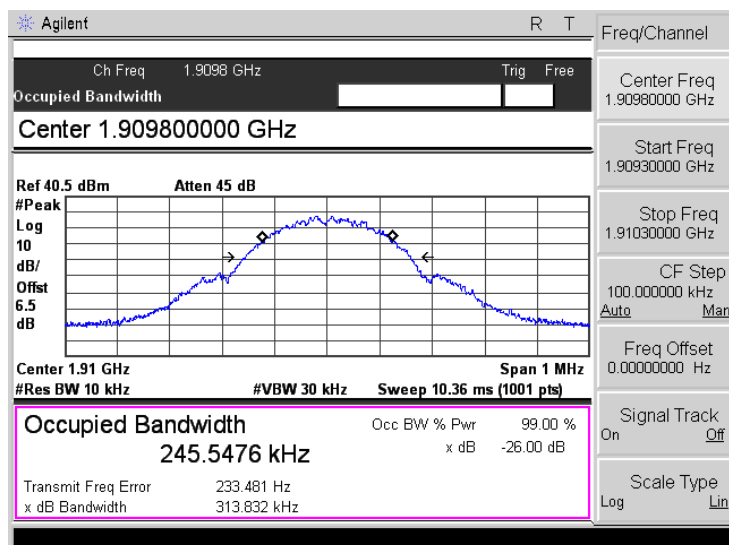 Agilent R T
Ch Freq 1.9098 GHz Trig Free
Occupied Bandwidth
Center 1.909800000 GHz
Ref 40.5 dBm Atten 45 dB
#Peak
Log
10
dB/
Offst
6.5
dB
Center 1.91 GHz Span 1 MHz
#Res BW 10 kHz #VBW 30 kHz Sweep 10.36 ms (1001 pts)
Occupied Bandwidth
245.5476 kHz
Occ BW % Pwr 99.00 %
x dB -26.00 dB
Transmit Freq Error 233.481 Hz
x dB Bandwidth 313.832 kHz
Freq/Channel
Center Freq
1.90980000 GHz
Start Freq
1.90930000 GHz
Stop Freq
1.91030000 GHz
CF Step
100.000000 kHz
Auto Man
Freq Offset
0.00000000 Hz
Signal Track
On Off
Scale Type
Log Lin